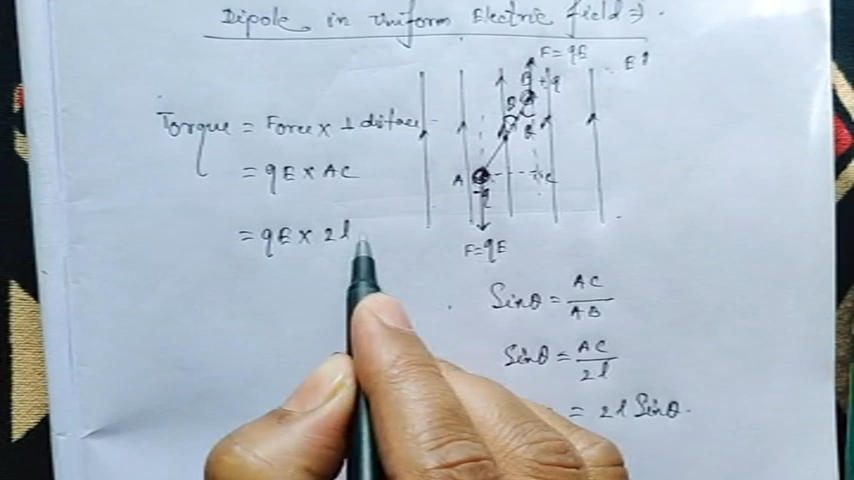 Dipole in Uniform Electric field ⇒
F = qE
E↑
B +q
θ
θ
Torque = Force x ⊥ distace
= qE x AC
= qE x 2l
A
C
-q
F = qE
Sinθ = AC/AB
Sinθ = AC/2l
= 2l Sinθ.